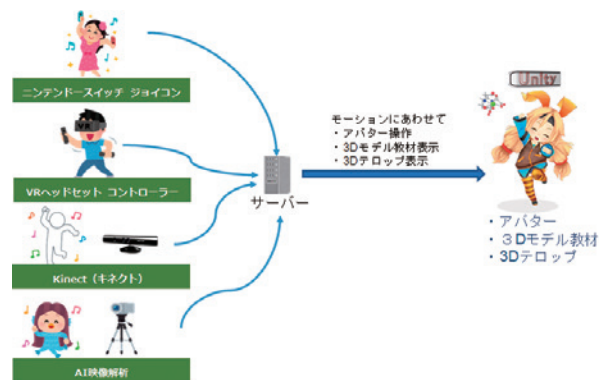 ニンテンドースイッチ ジョイコン
VR
VRヘッドセット コントローラー
Kinect（キネクト）
AI映像解析
サーバー
モーションにあわせて
・アバター操作
・3Dモデル教材表示
・3Dテロップ表示
Unity
・アバター
・３Dモデル教材
・3Dテロップ